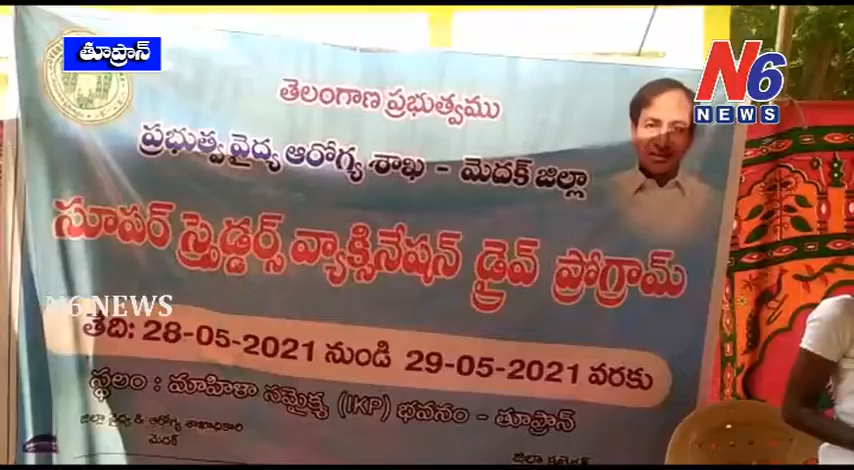 తూప్రాన్
N6
NEWS
తెలంగాణ ప్రభుత్వము
ప్రభుత్వ వైద్య ఆరోగ్య శాఖ - మెదక్ జిల్లా
సూపర్ స్ప్రెడ్డర్స్ వ్యాక్సినేషన్ డ్రైవ్ ప్రోగ్రామ్
N6 NEWS
తేది: 28-05-2021 నుండి 29-05-2021 వరకు
స్థలం : మాహిళా సమైక్య (IKP) భవనం - తూప్రాన్
జిల్లా వైద్య & ఆరోగ్య శాఖాధికారి
మెదక్
జిల్లా కలెక్టర్